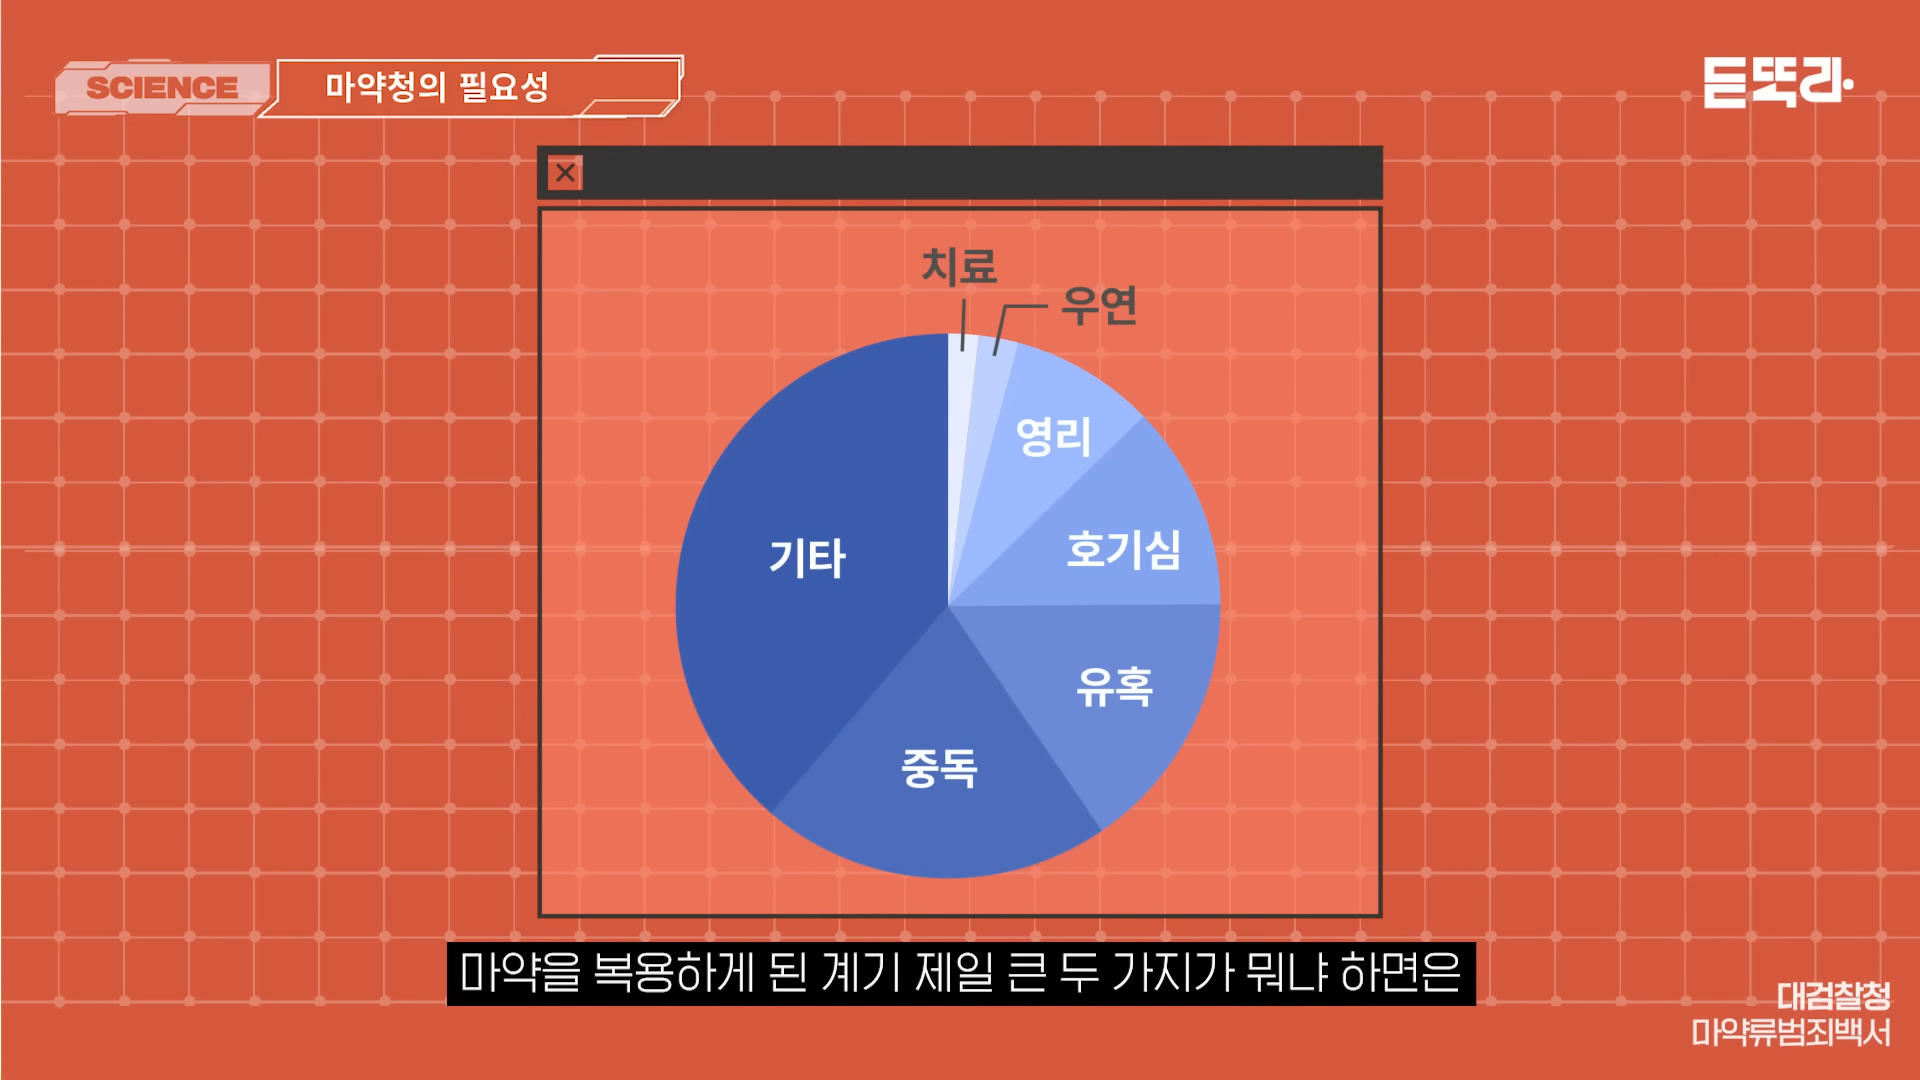 SCIENCE
마약청의 필요성
듣똑라
치료
우연
영리
호기심
기타
유혹
중독
마약을 복용하게 된 계기 제일 큰 두 가지가 뭐냐 하면은
대검찰청
마약류범죄백서